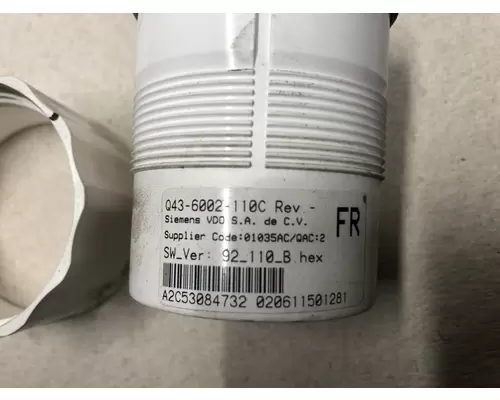 Q43-6002-110C Rev -
Siemens VDO S.A. de C.V.
Supplier Code:01035AC/QAC:2
FR
SW_Ver: 92_110_B.hex
A2C53084732 020611501281